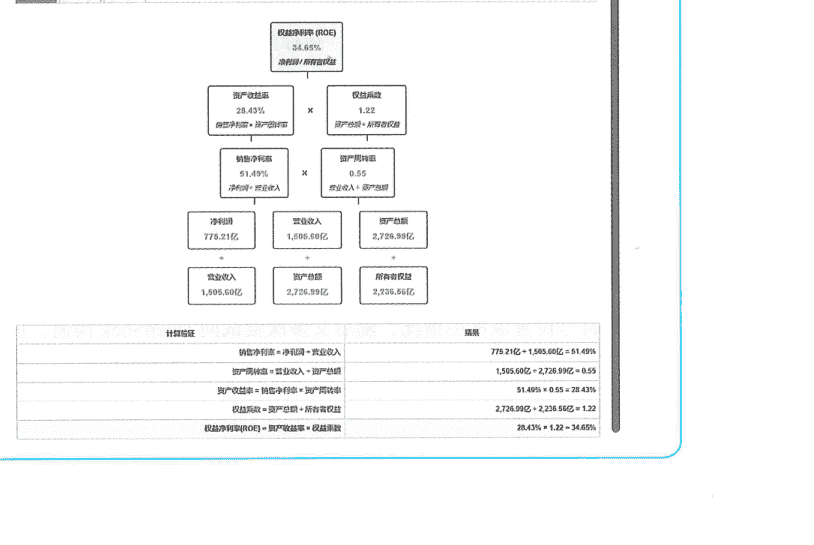 权益净利率 (ROE)
34.65%
净利润 / 所有者权益
资产收益率
28.43%
销售净利率 × 资产周转率
×
权益乘数
1.22
资产总额 ÷ 所有者权益
销售净利率
51.49%
净利润 ÷ 营业收入
×
资产周转率
0.55
营业收入 ÷ 资产总额
净利润
775.21亿
营业收入
1,505.60亿
资产总额
2,726.99亿
÷ ÷ ÷
营业收入
1,505.60亿
资产总额
2,726.99亿
所有者权益
2,236.56亿
计算验证 结果
销售净利率 = 净利润 ÷ 营业收入 775.21亿 ÷ 1,505.60亿 = 51.49%
资产周转率 = 营业收入 ÷ 资产总额 1,505.60亿 ÷ 2,726.99亿 = 0.55
资产收益率 = 销售净利率 × 资产周转率 51.49% × 0.55 = 28.43%
权益乘数 = 资产总额 ÷ 所有者权益 2,726.99亿 ÷ 2,236.56亿 = 1.22
权益净利率(ROE) = 资产收益率 × 权益乘数 28.43% × 1.22 = 34.65%